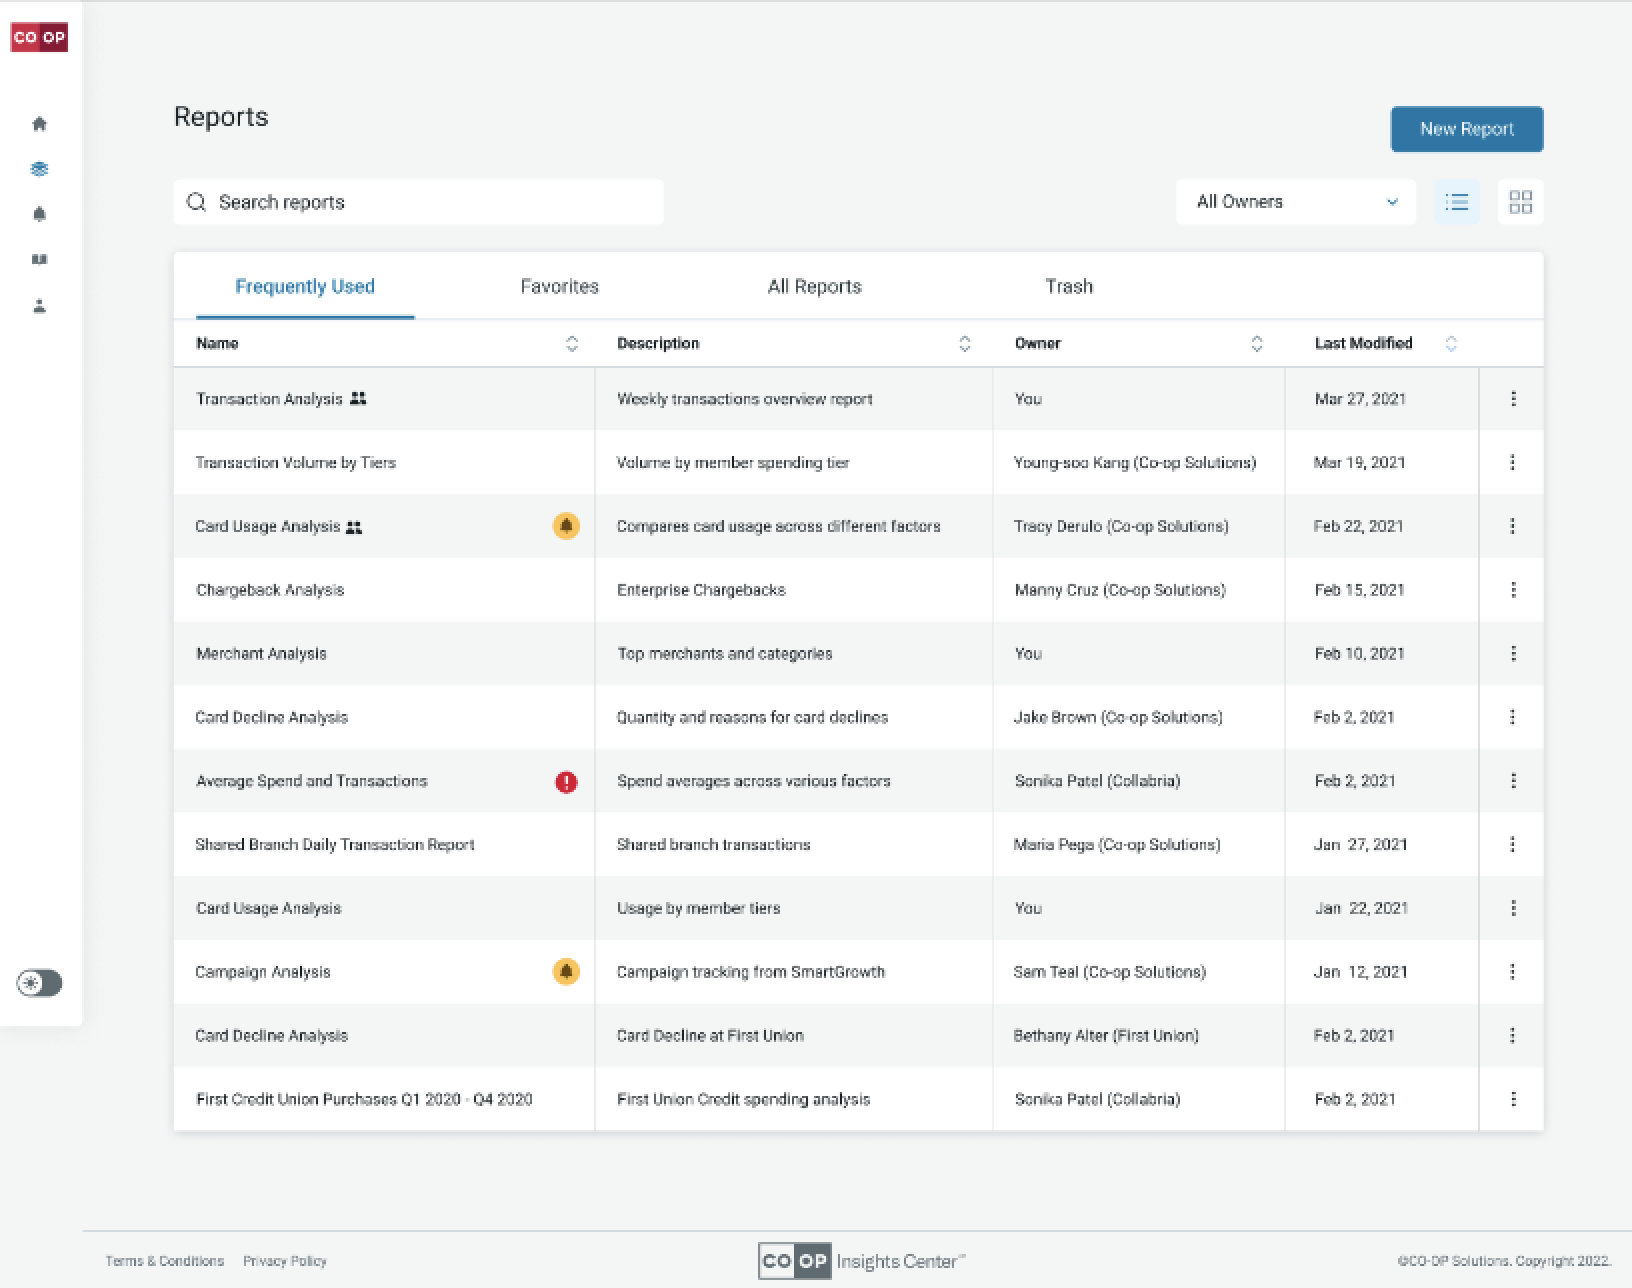 CO OP
Reports
New Report
Search reports
All Owners
Frequently Used Favorites All Reports Trash
Name Description Owner Last Modified
Transaction Analysis Weekly transactions overview report You Mar 27, 2021
Transaction Volume by Tiers Volume by member spending tier Young-soo Kang (Co-op Solutions) Mar 19, 2021
Card Usage Analysis Compares card usage across different factors Tracy Derulo (Co-op Solutions) Feb 22, 2021
Chargeback Analysis Enterprise Chargebacks Manny Cruz (Co-op Solutions) Feb 15, 2021
Merchant Analysis Top merchants and categories You Feb 10, 2021
Card Decline Analysis Quantity and reasons for card declines Jake Brown (Co-op Solutions) Feb 2, 2021
Average Spend and Transactions Spend averages across various factors Sonika Patel (Collabria) Feb 2, 2021
Shared Branch Daily Transaction Report Shared branch transactions Maria Pega (Co-op Solutions) Jan 27, 2021
Card Usage Analysis Usage by member tiers You Jan 22, 2021
Campaign Analysis Campaign tracking from SmartGrowth Sam Teal (Co-op Solutions) Jan 12, 2021
Card Decline Analysis Card Decline at First Union Bethany Alter (First Union) Feb 2, 2021
First Credit Union Purchases Q1 2020 - Q4 2020 First Union Credit spending analysis Sonika Patel (Collabria) Feb 2, 2021
Terms & Conditions Privacy Policy CO OP Insights Center ©CO-OP Solutions. Copyright 2022.